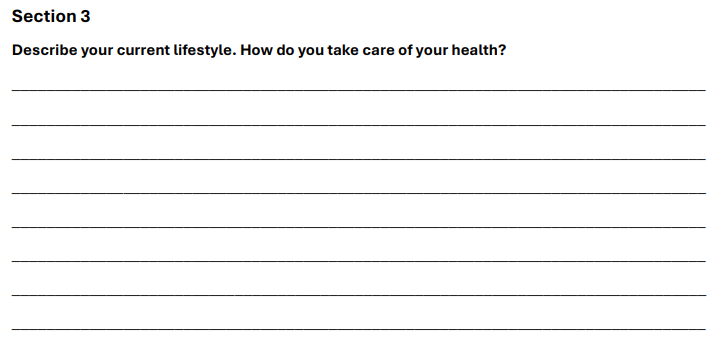 Section 3
Describe your current lifestyle. How do you take care of your health?